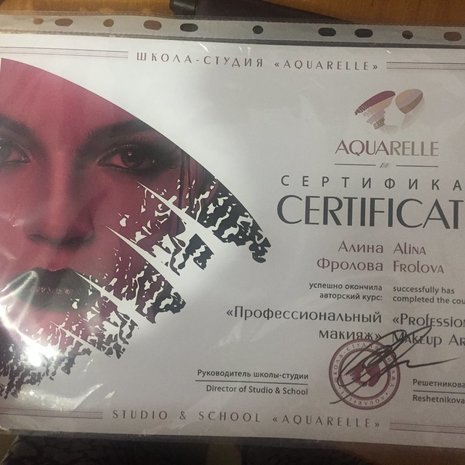 ШКОЛА-СТУДИЯ «AQUARELLE»
AQUARELLE
СЕРТИФИКА
CERTIFICAT
Алина Alina
Фролова Frolova
успешно окончила successfully has
авторский курс: completed the cou
«Профессиональный «Profession
макияж» Makeup Ar
Руководитель школы-студии Решетникова
Director of Studio & School Reshetnikova
STUDIO & SCHOOL «AQUARELLE»